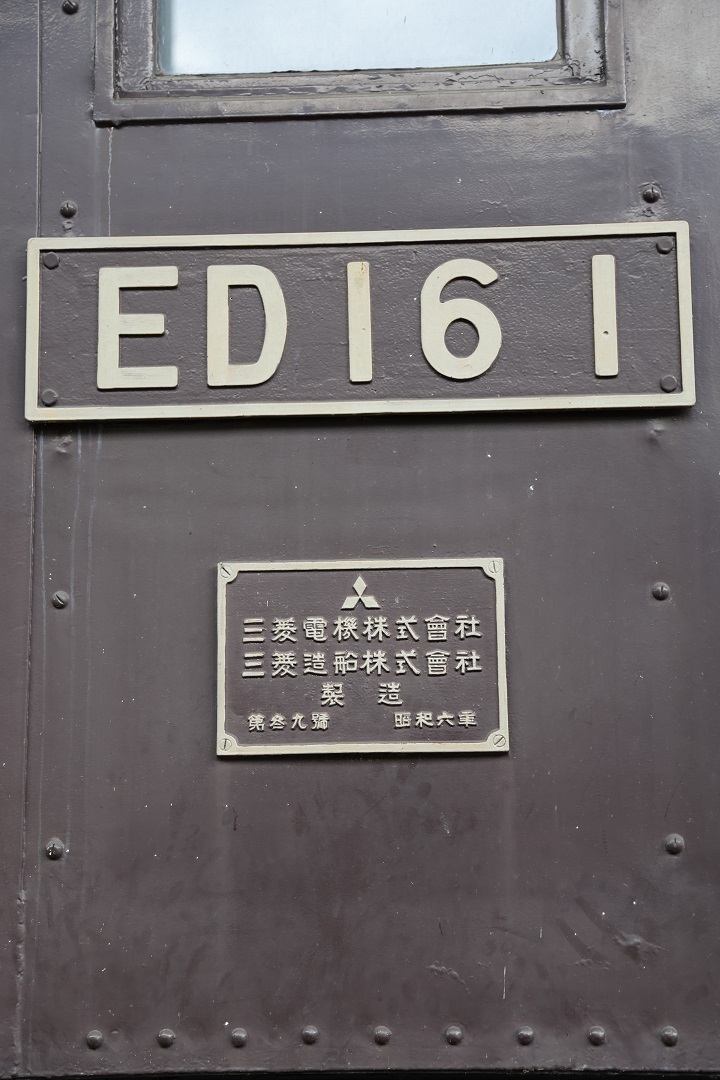 ED16 1
三菱電機株式會社
三菱造船株式會社
製造
第叁九號 昭和六年